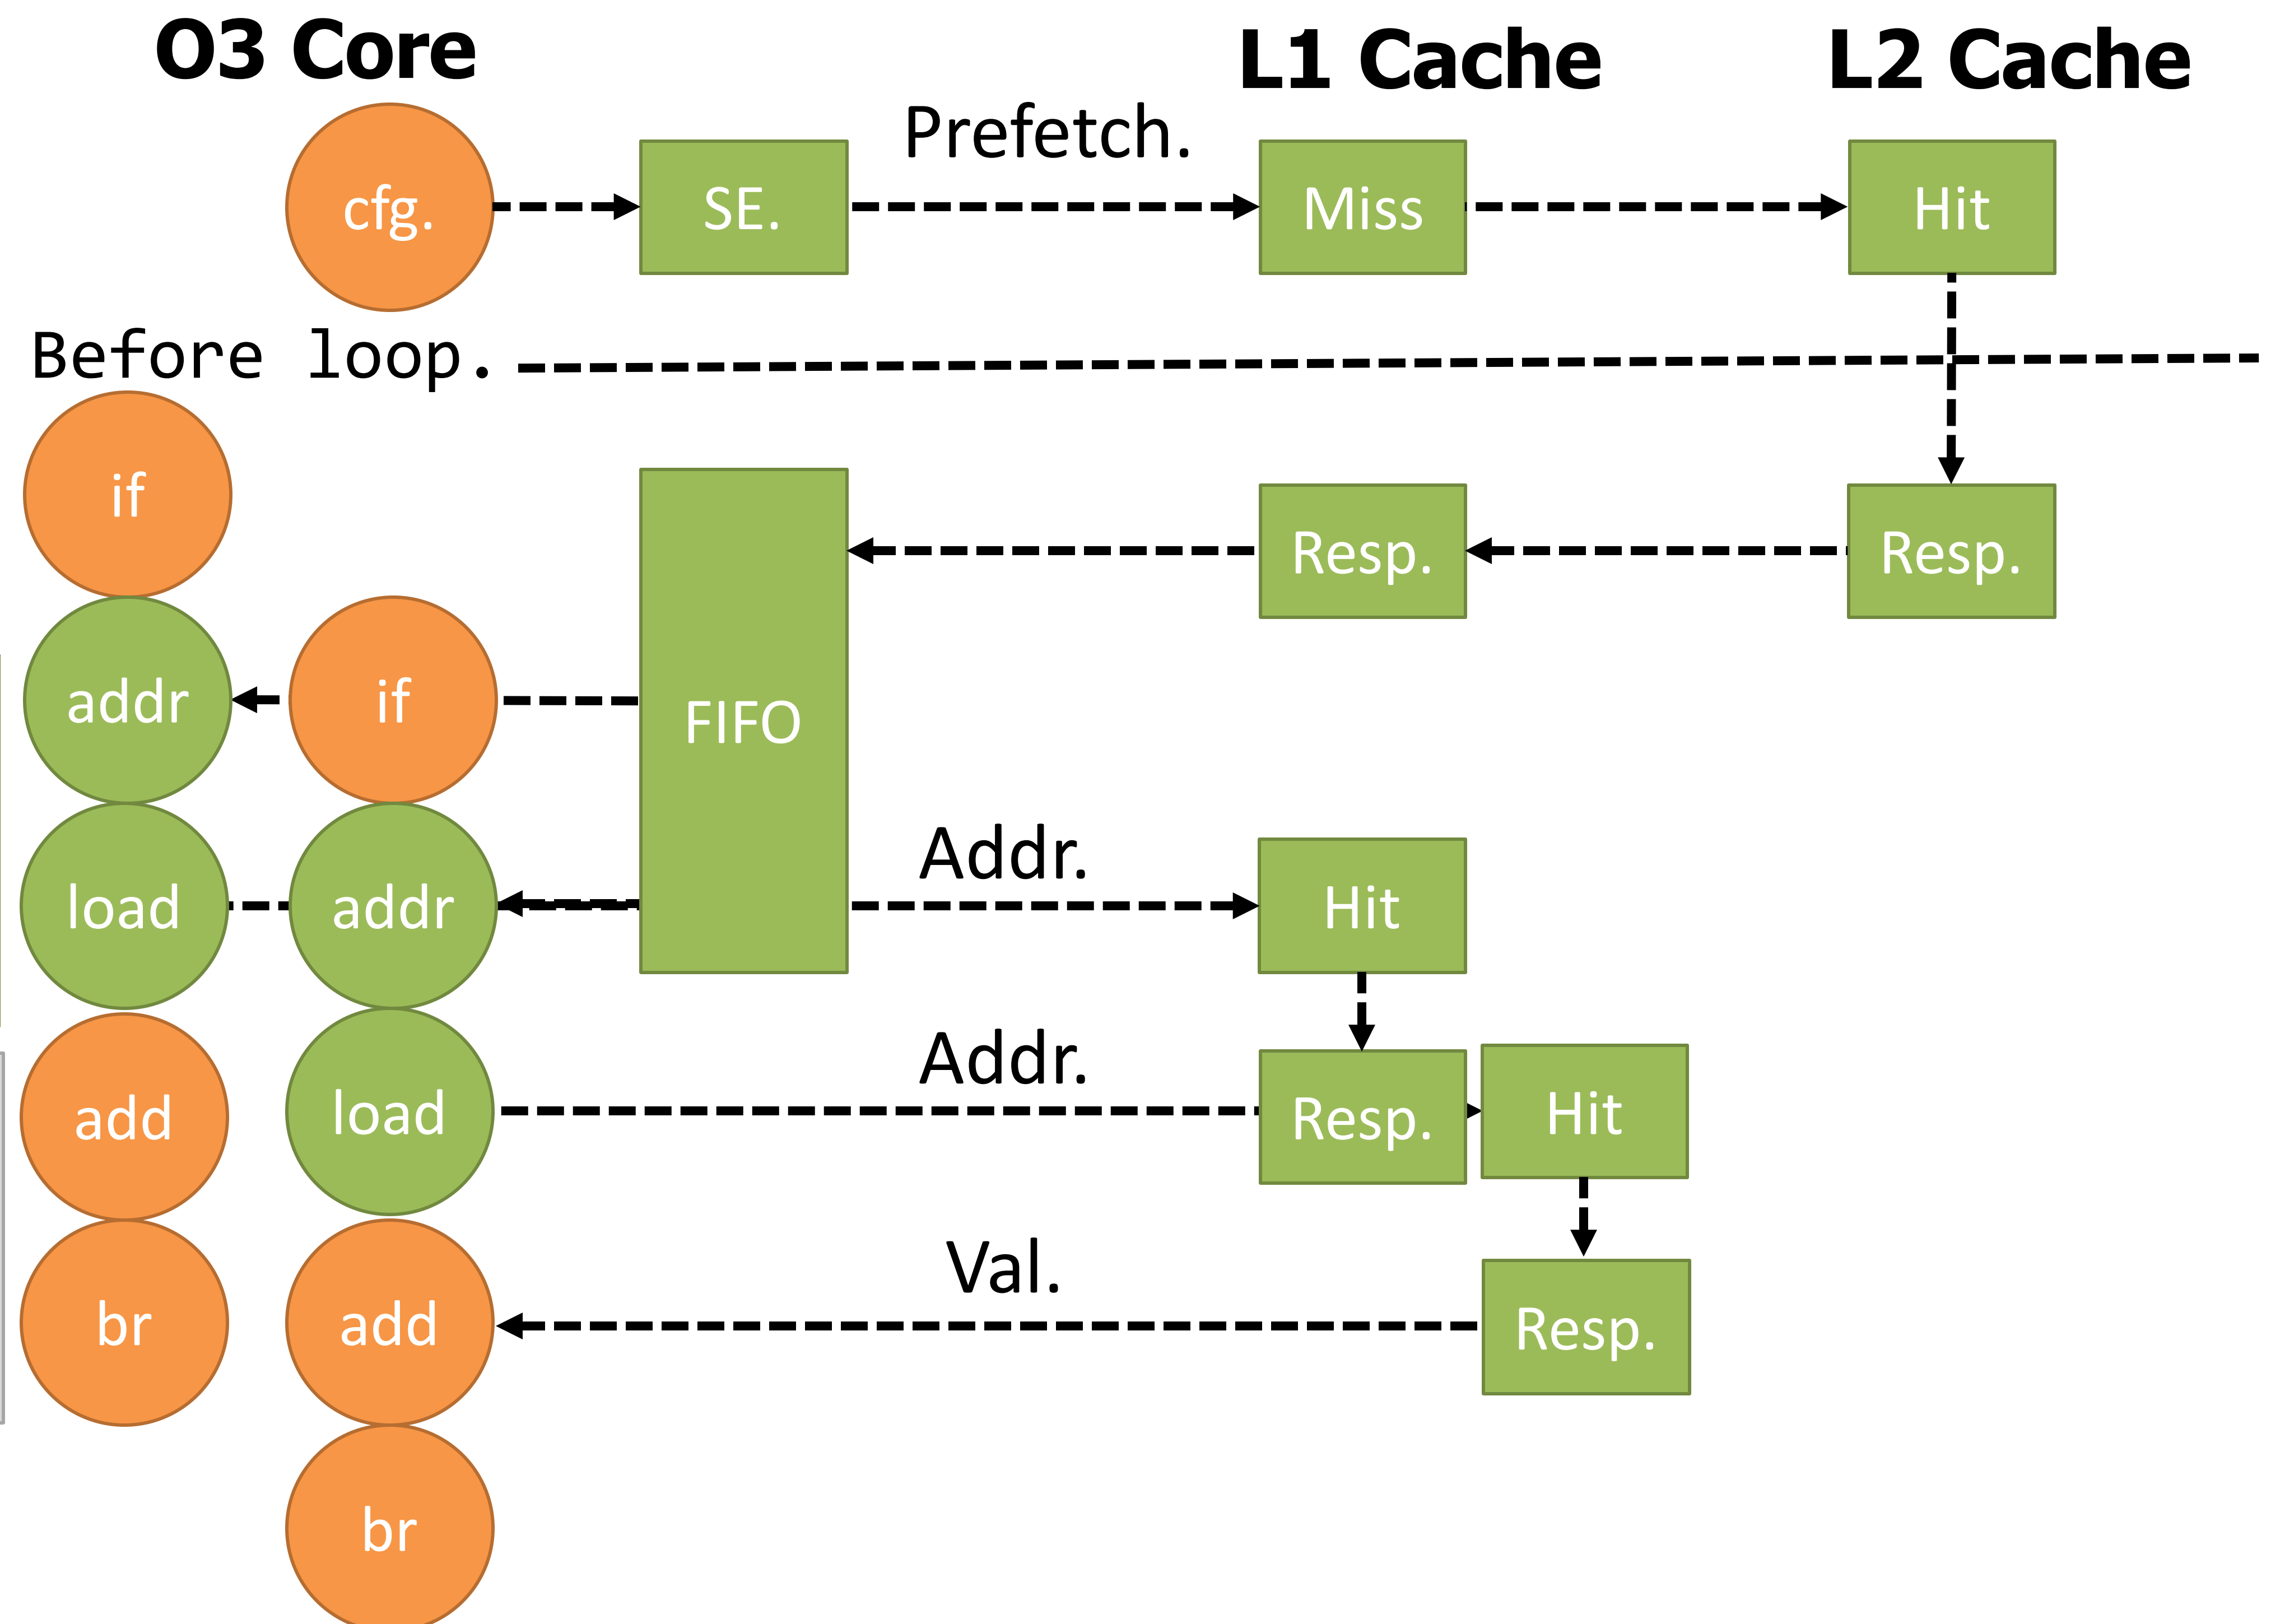 O3 Core
L1 Cache
L2 Cache
Prefetch.
cfg.
SE.
Miss
Hit
Before loop.
if
Resp.
Resp.
addr
if
FIFO
Addr.
load
addr
Hit
Addr.
add
load
Resp.
Hit
Val.
br
add
Resp.
br